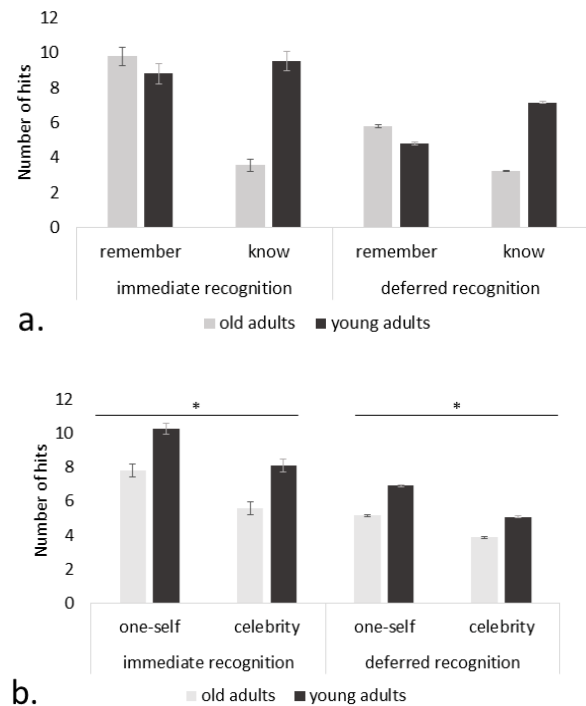 12
10
8
6
4
2
0
Number of hits
remember know remember know
immediate recognition deferred recognition
a.
old adults young adults
* *
12
10
8
6
4
2
0
Number of hits
one-self celebrity one-self celebrity
immediate recognition deferred recognition
b.
old adults young adults